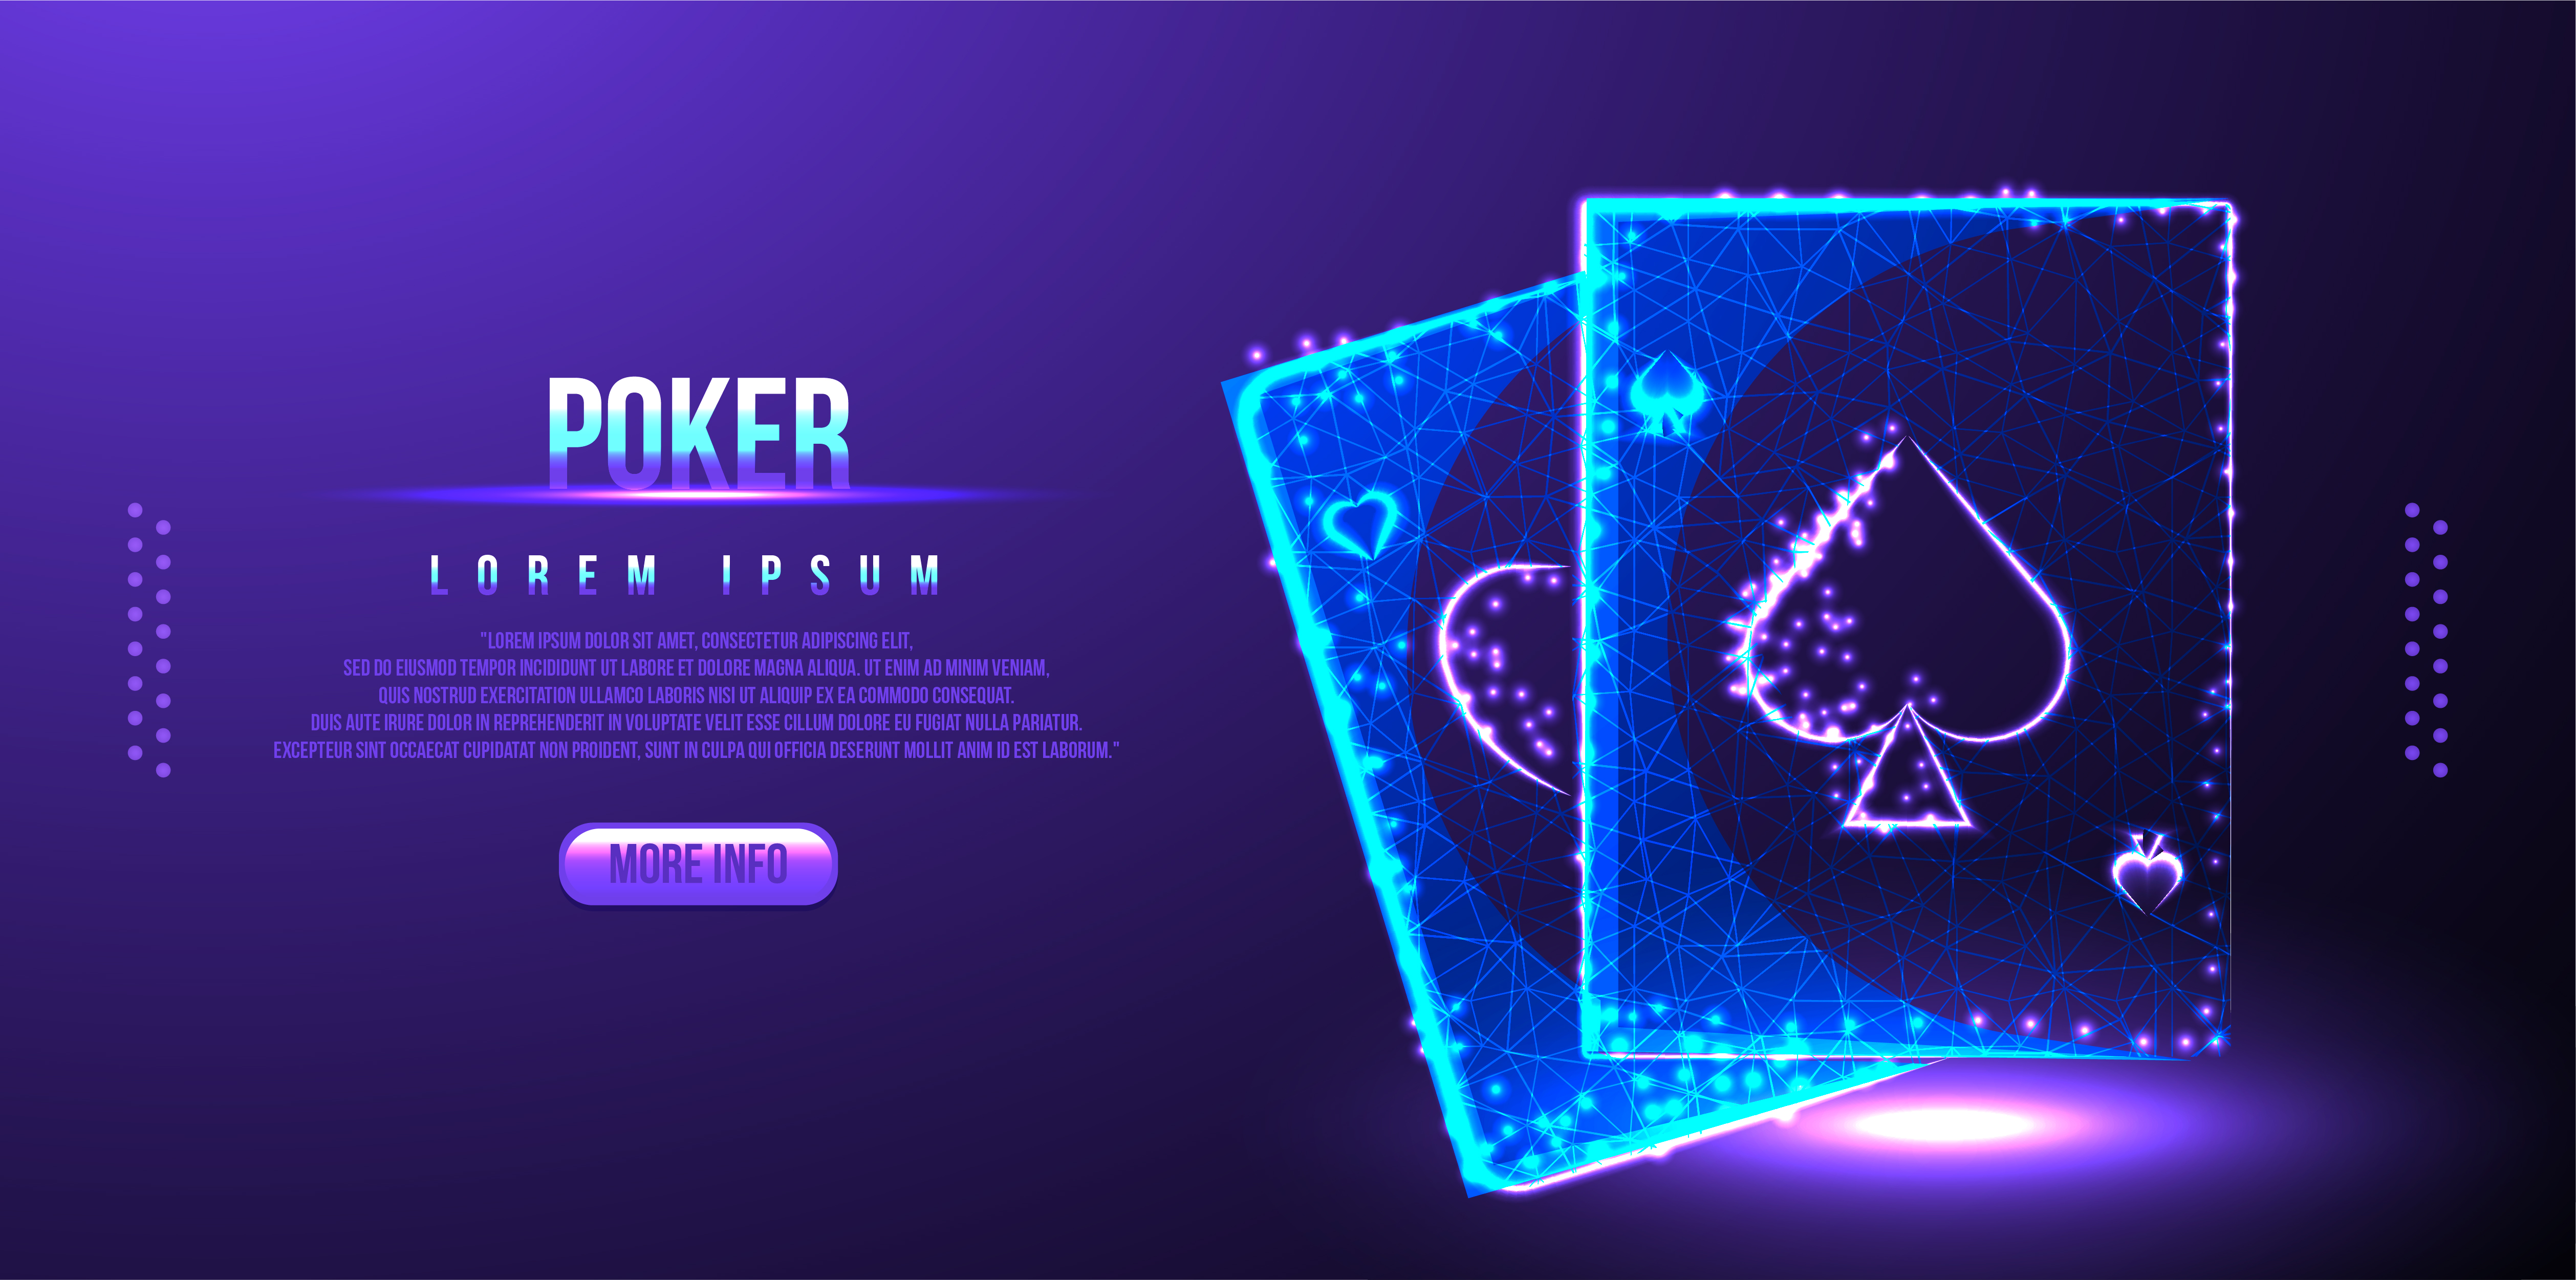 POKER
LOREM IPSUM
"LOREM IPSUM DOLOR SIT AMET, CONSECTETUR ADIPISCING ELIT,
SED DO EIUSMOD TEMPOR INCIDIDUNT UT LABORE ET DOLORE MAGNA ALIQUA. UT ENIM AD MINIM VENIAM,
QUIS NOSTRUD EXERCITATION ULLAMCO LABORIS NISI UT ALIQUIP EX EA COMMODO CONSEQUAT.
DUIS AUTE IRURE DOLOR IN REPREHENDERIT IN VOLUPTATE VELIT ESSE CILLUM DOLORE EU FUGIAT NULLA PARIATUR.
EXCEPTEUR SINT OCCAECAT CUPIDATAT NON PROIDENT, SUNT IN CULPA QUI OFFICIA DESERUNT MOLLIT ANIM ID EST LABORUM."
MORE INFO